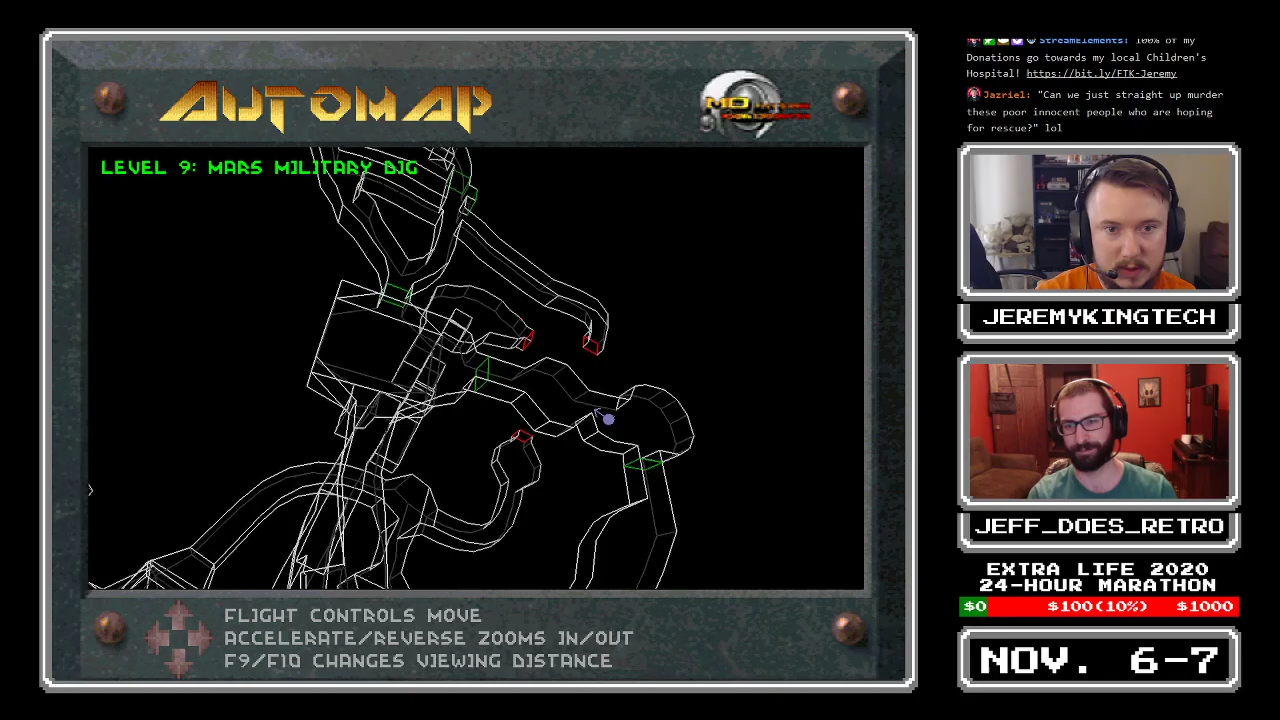 StreamElements: 100% of my
Donations go towards my local Children's
Hospital! https://bit.ly/FTK-Jeremy
Jazriel: "Can we just straight up murder
these poor innocent people who are hoping
for rescue?" lol
AUTOMAP
MD
LEVEL 9: MARS MILITARY DIG
FLIGHT CONTROLS MOVE
ACCELERATE/REVERSE ZOOMS IN/OUT
F9/F10 CHANGES VIEWING DISTANCE
JEREMYKINGTECH
JEFF_DOES_RETRO
EXTRA LIFE 2020
24-HOUR MARATHON
$0 $100(10%) $1000
NOV. 6-7